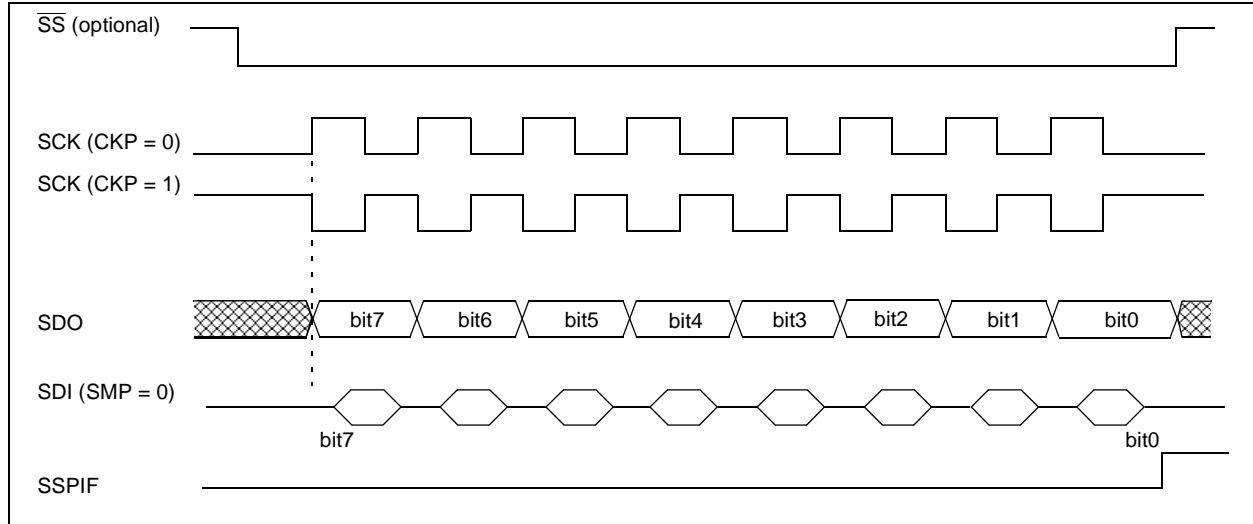 SS (optional)
SCK (CKP = 0)
SCK (CKP = 1)
SDO bit7 bit6 bit5 bit4 bit3 bit2 bit1 bit0
SDI (SMP = 0)
bit7 bit0
SSPIF